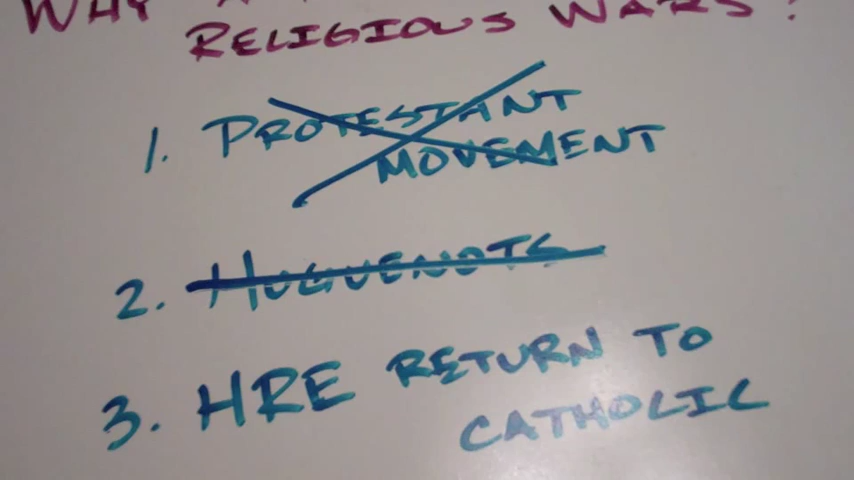 WHY
RELIGIOUS WARS?
1. PROTESTANT
MOVEMENT
2. HUGUENOTS
3. HRE RETURN TO
CATHOLIC